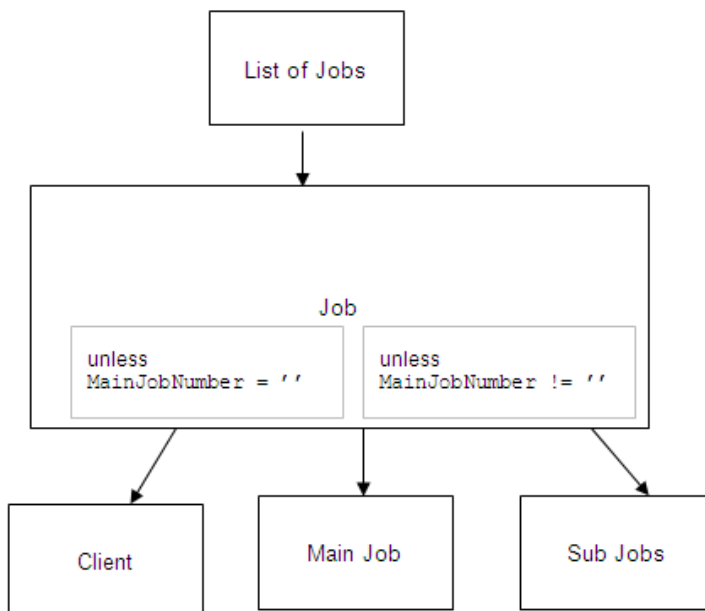 List of Jobs
Job
unless
MainJobNumber = ′′
unless
MainJobNumber != ′′
Client
Main Job
Sub Jobs